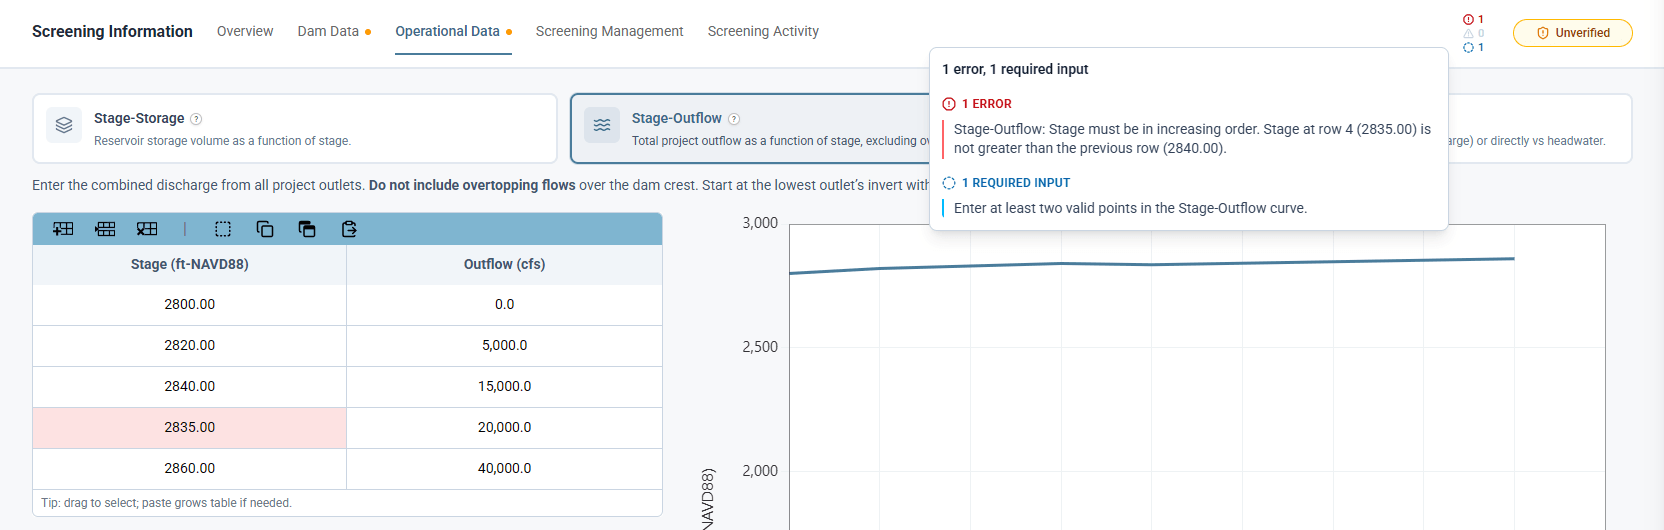 Screening Information
Overview
Dam Data
Operational Data
Screening Management
Screening Activity
1
0
1
Unverified
1 error, 1 required input
1 ERROR
Stage-Outflow: Stage must be in increasing order. Stage at row 4 (2835.00) is
not greater than the previous row (2840.00).
1 REQUIRED INPUT
Enter at least two valid points in the Stage-Outflow curve.
Stage-Storage ?
Reservoir storage volume as a function of stage.
Stage-Outflow ?
Total project outflow as a function of stage, excluding
or directly vs headwater.
Enter the combined discharge from all project outlets. Do not include overtopping flows over the dam crest. Start at the lowest outlet’s invert
Stage (ft-NAVD88) Outflow (cfs)
2800.00 0.0
2820.00 5,000.0
2840.00 15,000.0
2835.00 20,000.0
2860.00 40,000.0
Tip: drag to select; paste grows table if needed.
3,000
2,500
2,000
NAVD88)